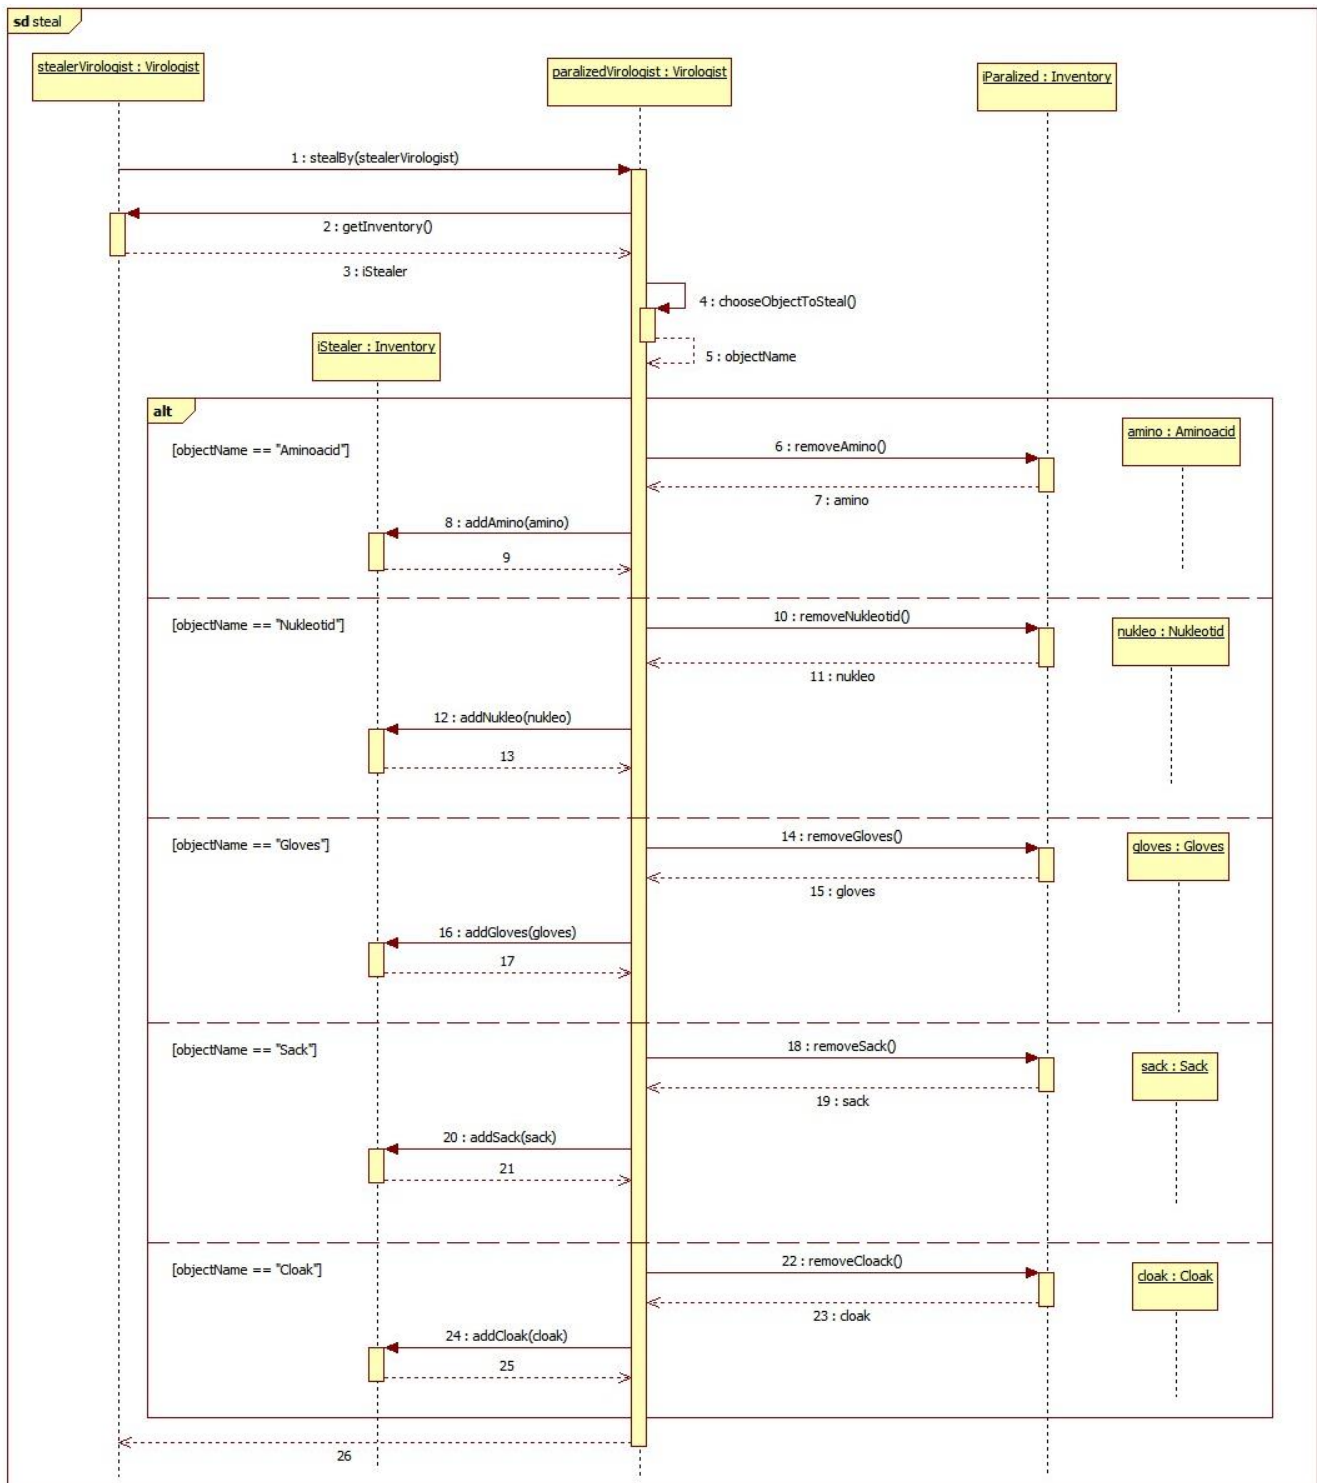 sd steal
stealerVirologist : Virologist
paralizedVirologist : Virologist
iParalized : Inventory
1 : stealBy(stealerVirologist)
2 : getInventory()
3 : iStealer
4 : chooseObjectToSteal()
iStealer : Inventory
5 : objectName
alt
[objectName == "Aminoacid"]
6 : removeAmino()
amino : Aminoacid
7 : amino
8 : addAmino(amino)
9
[objectName == "Nukleotid"]
10 : removeNukleotid()
nukleo : Nukleotid
11 : nukleo
12 : addNukleo(nukleo)
13
[objectName == "Gloves"]
14 : removeGloves()
gloves : Gloves
15 : gloves
16 : addGloves(gloves)
17
[objectName == "Sack"]
18 : removeSack()
sack : Sack
19 : sack
20 : addSack(sack)
21
[objectName == "Cloak"]
22 : removeCloack()
cloak : Cloak
23 : cloak
24 : addCloak(cloak)
25
26